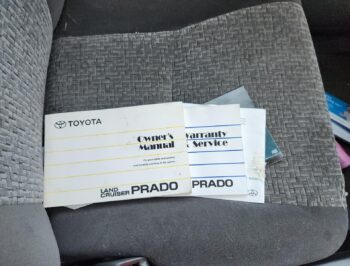 TOYOTA
Owner's
Manual
LAND
CRUISER PRADO
Warranty
& Service
PRADO